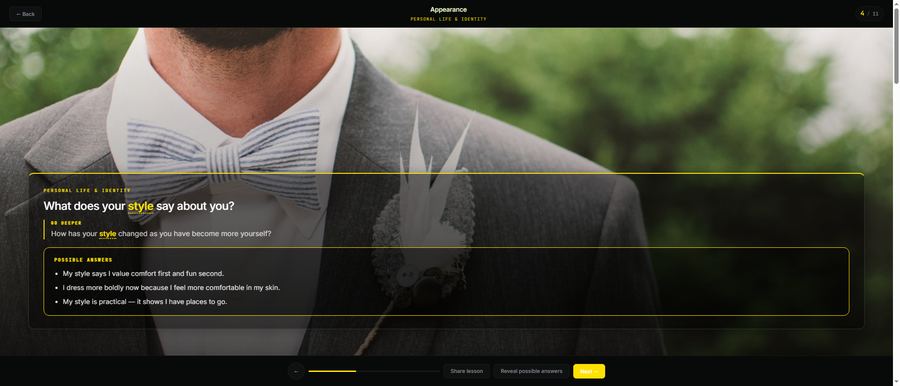 ← Back
Appearance
PERSONAL LIFE & IDENTITY
4 / 11
PERSONAL LIFE & IDENTITY
What does your style say about you?
GO DEEPER
How has your style changed as you have become more yourself?
POSSIBLE ANSWERS
• My style says I value comfort first and fun second.
• I dress more boldly now because I feel more comfortable in my skin.
• My style is practical — it shows I have places to go.
←
Share lesson
Reveal possible answers
Next →